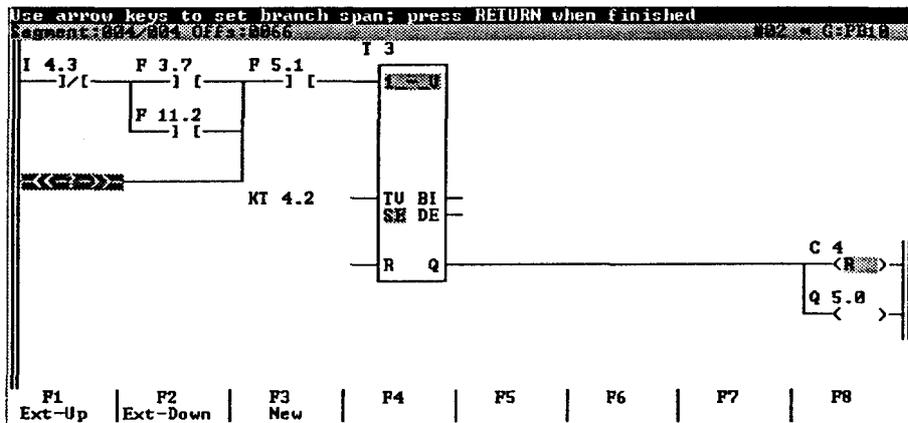 Use arrow keys to set branch span; press RETURN when finished
Segment:004/004 Offs:0066 G:PB10
T 3
I 4.3 F 3.7 F 5.1
F 11.2
KT 4.2 TV BI
DE
R Q
C 4
R
Q 5.0
F1 F2 F3 F4 F5 F6 F7 F8
Ext-Up Ext-Down New